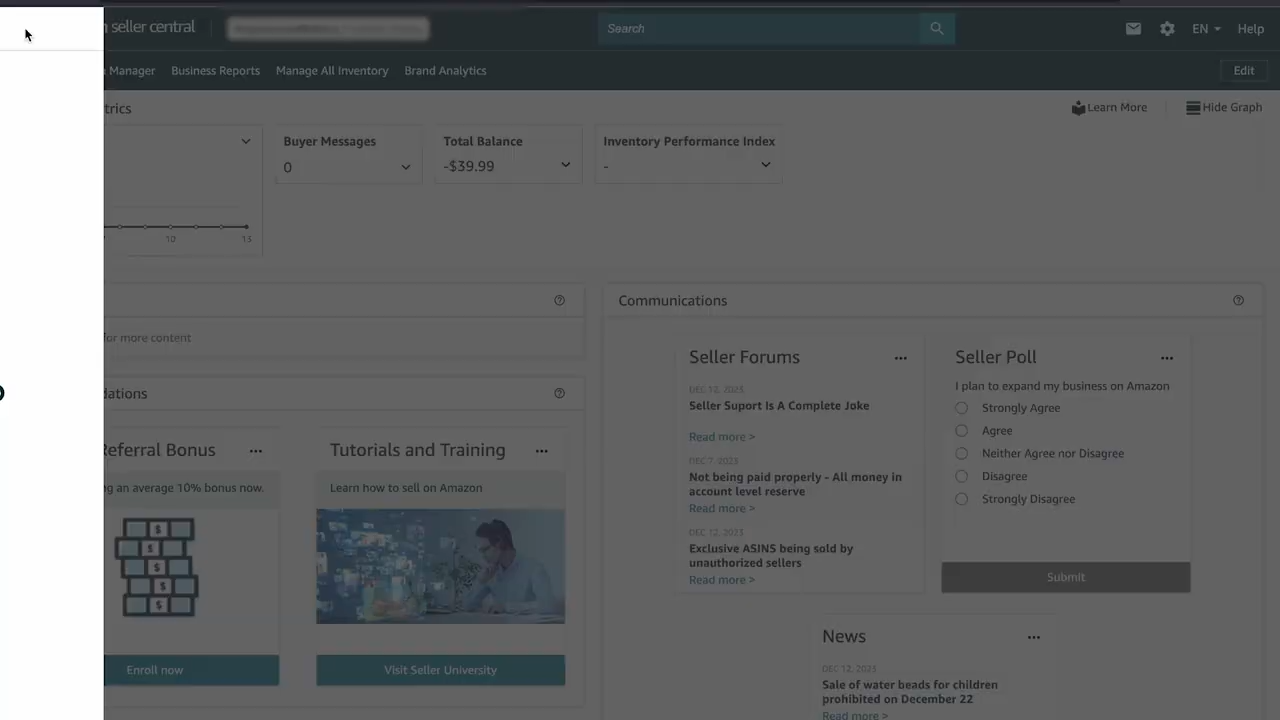 seller central
Search
EN
Help
Manager
Business Reports
Manage All Inventory
Brand Analytics
Edit
Learn More
Hide Graph
Buyer Messages
0
Total Balance
-$39.99
Inventory Performance Index
-
10
13
for more content
Communications
Seller Forums
DEC 12, 2023
Seller Suport Is A Complete Joke
Read more >
DEC 7, 2023
Not being paid properly - All money in
account level reserve
Read more >
DEC 12, 2023
Exclusive ASINS being sold by
unauthorized sellers
Read more >
Seller Poll
I plan to expand my business on Amazon
Strongly Agree
Agree
Neither Agree nor Disagree
Disagree
Strongly Disagree
Submit
Referral Bonus
an average 10% bonus now.
Enroll now
Tutorials and Training
Learn how to sell on Amazon
Visit Seller University
News
DEC 12, 2023
Sale of water beads for children
prohibited on December 22
Read more >